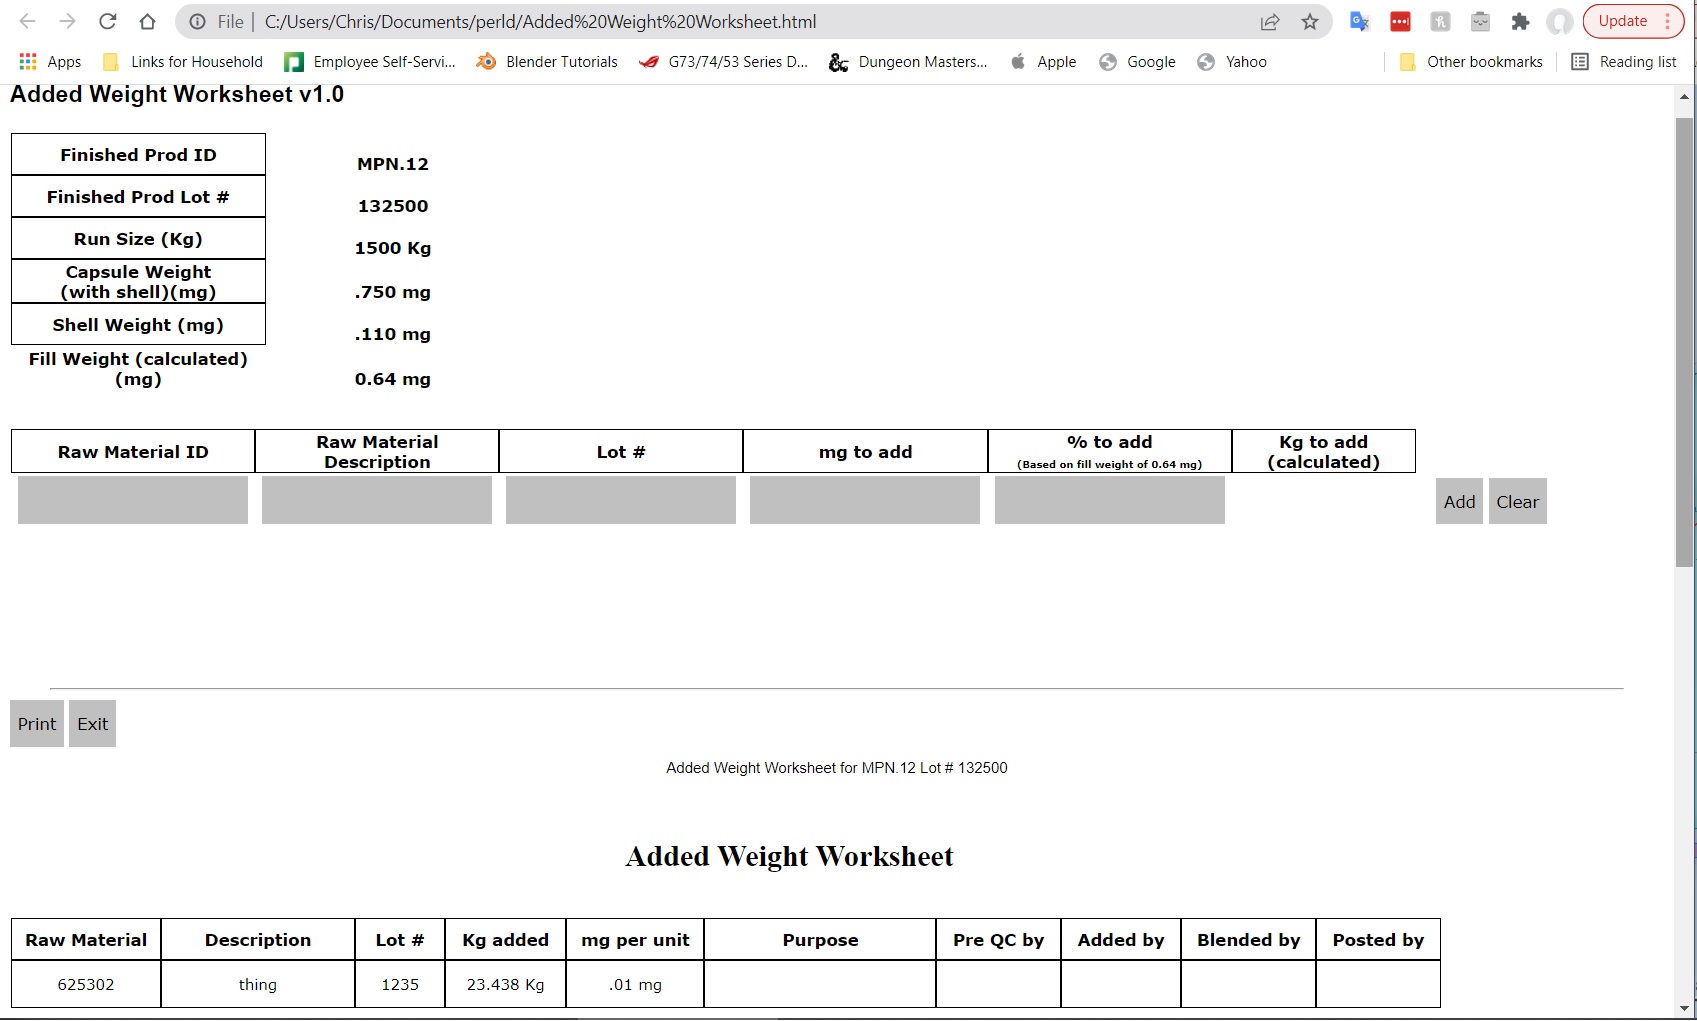 File | C:/Users/Chris/Documents/perld/Added%20Weight%20Worksheet.html
Update
Apps Links for Household Employee Self-Servi... Blender Tutorials G73/74/53 Series D... Dungeon Masters... Apple Google Yahoo Other bookmarks Reading list
Added Weight Worksheet v1.0
Finished Prod ID MPN.12
Finished Prod Lot # 132500
Run Size (Kg) 1500 Kg
Capsule Weight
(with shell)(mg) .750 mg
Shell Weight (mg) .110 mg
Fill Weight (calculated)
(mg) 0.64 mg
Raw Material ID Raw Material Description Lot # mg to add % to add (Based on fill weight of 0.64 mg) Kg to add (calculated)
Add Clear
Print Exit
Added Weight Worksheet for MPN.12 Lot # 132500
Added Weight Worksheet
Raw Material Description Lot # Kg added mg per unit Purpose Pre QC by Added by Blended by Posted by
625302 thing 1235 23.438 Kg .01 mg